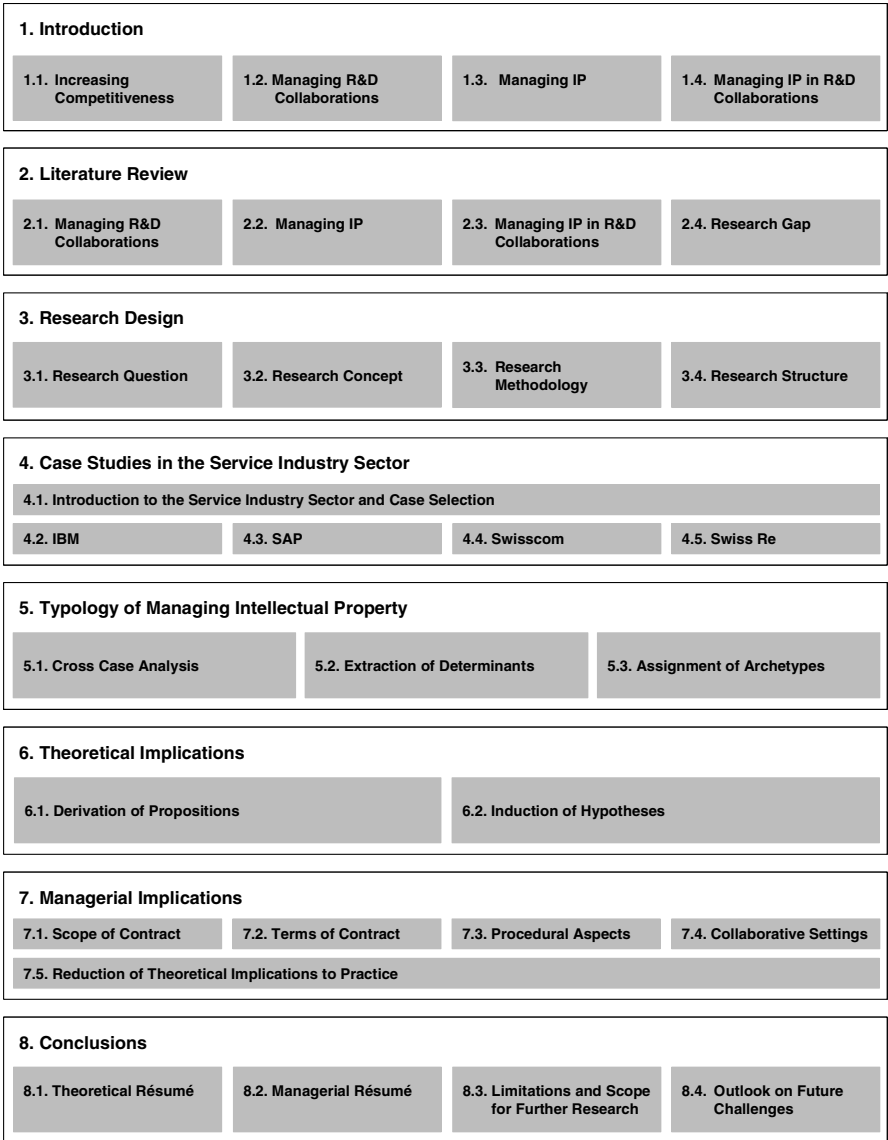 1. Introduction
1.1. Increasing
Competitiveness
1.2. Managing R&D
Collaborations
1.3. Managing IP
1.4. Managing IP in R&D
Collaborations
2. Literature Review
2.1. Managing R&D
Collaborations
2.2. Managing IP
2.3. Managing IP in R&D
Collaborations
2.4. Research Gap
3. Research Design
3.1. Research Question
3.2. Research Concept
3.3. Research
Methodology
3.4. Research Structure
4. Case Studies in the Service Industry Sector
4.1. Introduction to the Service Industry Sector and Case Selection
4.2. IBM
4.3. SAP
4.4. Swisscom
4.5. Swiss Re
5. Typology of Managing Intellectual Property
5.1. Cross Case Analysis
5.2. Extraction of Determinants
5.3. Assignment of Archetypes
6. Theoretical Implications
6.1. Derivation of Propositions
6.2. Induction of Hypotheses
7. Managerial Implications
7.1. Scope of Contract
7.2. Terms of Contract
7.3. Procedural Aspects
7.4. Collaborative Settings
7.5. Reduction of Theoretical Implications to Practice
8. Conclusions
8.1. Theoretical Résumé
8.2. Managerial Résumé
8.3. Limitations and Scope
for Further Research
8.4. Outlook on Future
Challenges